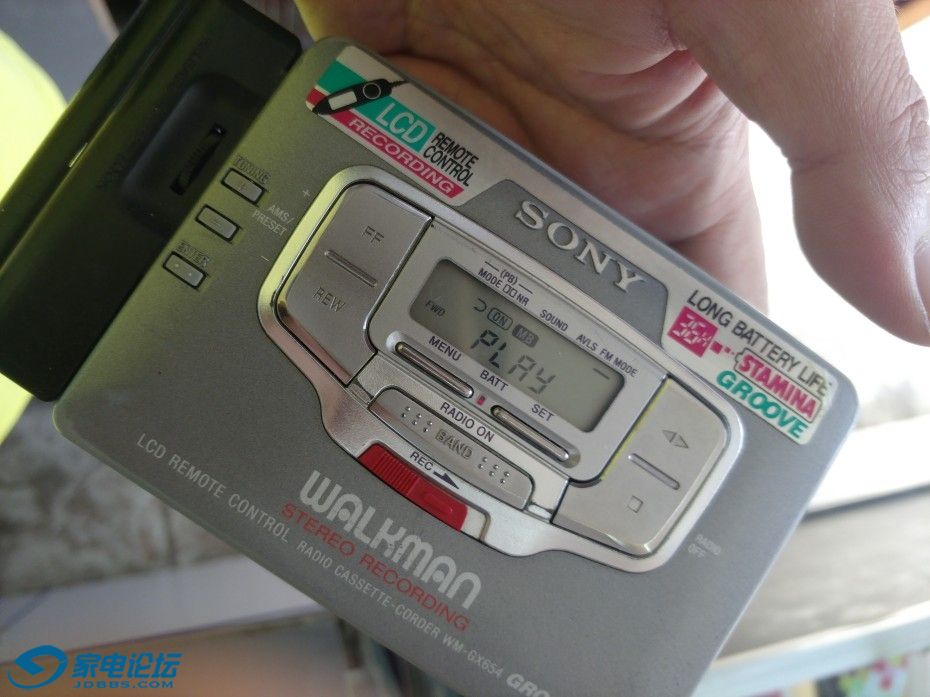 LCD
RECORDING
REMOTE
CONTROL
SONY
LONG BATTERY LIFE
STAMINA
GROOVE
TUNING
+
AMS/
PRESET
ENTER
+
-
FF
REW
(PB)
MODE NR
SOUND
AVLS FM MODE
FWD
ON MB
PLAY
MENU
BATT
SET
RADIO ON
BAND
REC
RADIO
OFF
WALKMAN
STEREO RECORDING
LCD REMOTE CONTROL RADIO CASSETTE-CORDER WM-GX654
家电论坛
JDBBS.COM